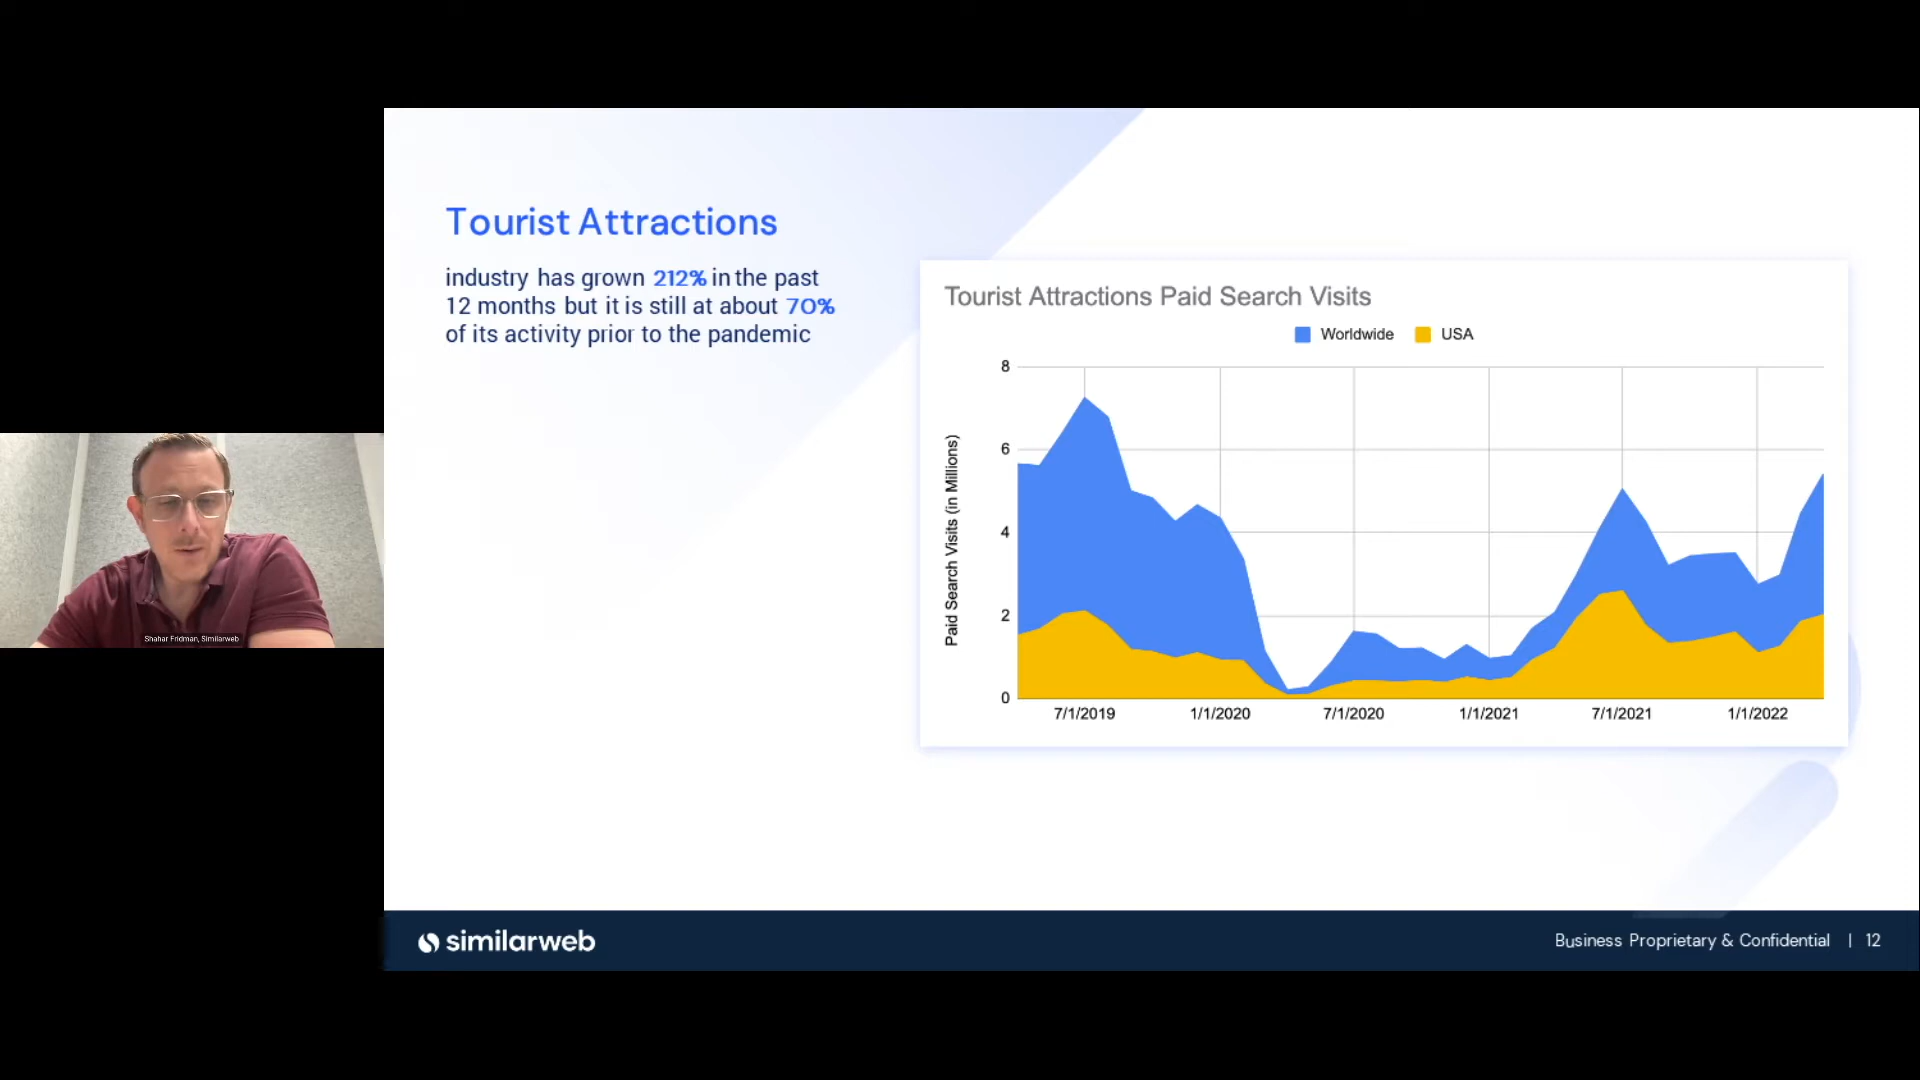 Tourist Attractions
industry has grown 212% in the past
12 months but it is still at about 70%
of its activity prior to the pandemic
Tourist Attractions Paid Search Visits
Worldwide USA
Paid Search Visits (in Millions)
8
6
4
2
0
7/1/2019 1/1/2020 7/1/2020 1/1/2021 7/1/2021 1/1/2022
Shahar Fridman, Similarweb
similarweb
Business Proprietary & Confidential | 12